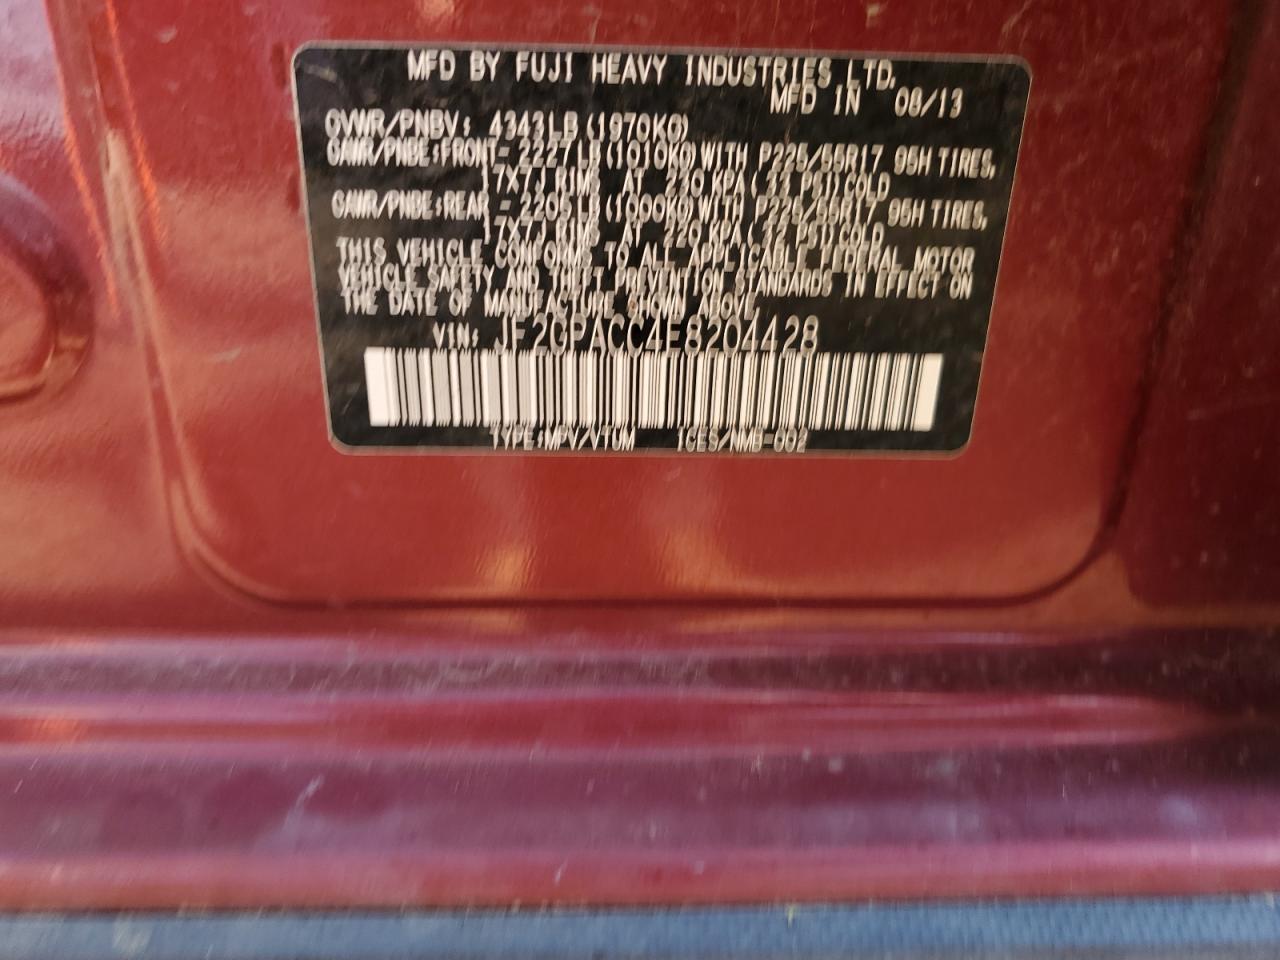 MFD BY FUJI HEAVY INDUSTRIES LTD.
MFD IN 08/13
GVWR/PNBV: 4343LB(1970KG)
GAWR/PNBE:FRONT- 2227LB(1010KG)WITH P225/55R17 95H TIRES,
17X7J RIMS AT 230 KPA(33 PSI)COLD
GAWR/PNBE:REAR - 2205LB(1000KG)WITH P225/55R17 95H TIRES,
17X7J RIMS AT 220 KPA(32 PSI)COLD
THIS VEHICLE CONFORMS TO ALL APPLICABLE FEDERAL MOTOR
VEHICLE SAFETY AND THEFT PREVENTION STANDARDS IN EFFECT ON
THE DATE OF MANUFACTURE SHOWN ABOVE.
VIN: JF2GPACC4E8204428
TYPE:MPV/VTUM ICES/NMB-002